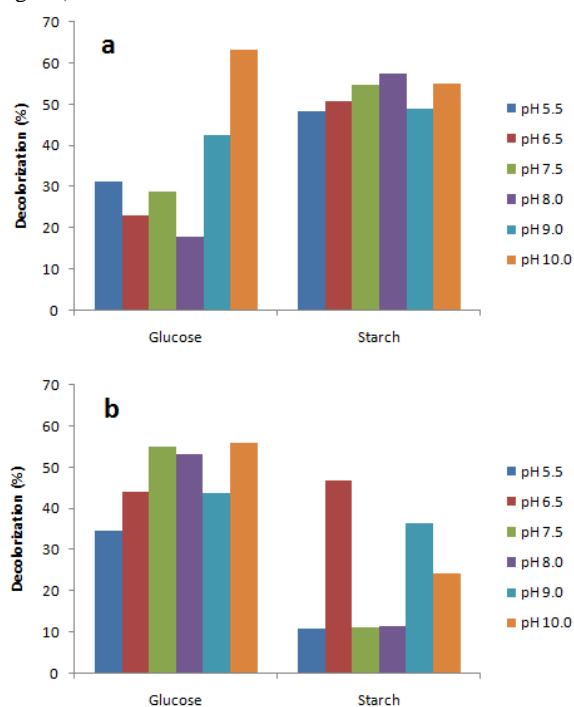 70
a
60
50
40
30
20
10
0
Decolorization (%)
Glucose
Starch
pH 5.5
pH 6.5
pH 7.5
pH 8.0
pH 9.0
pH 10.0
70
b
60
50
40
30
20
10
0
Decolorization (%)
Glucose
Starch
pH 5.5
pH 6.5
pH 7.5
pH 8.0
pH 9.0
pH 10.0